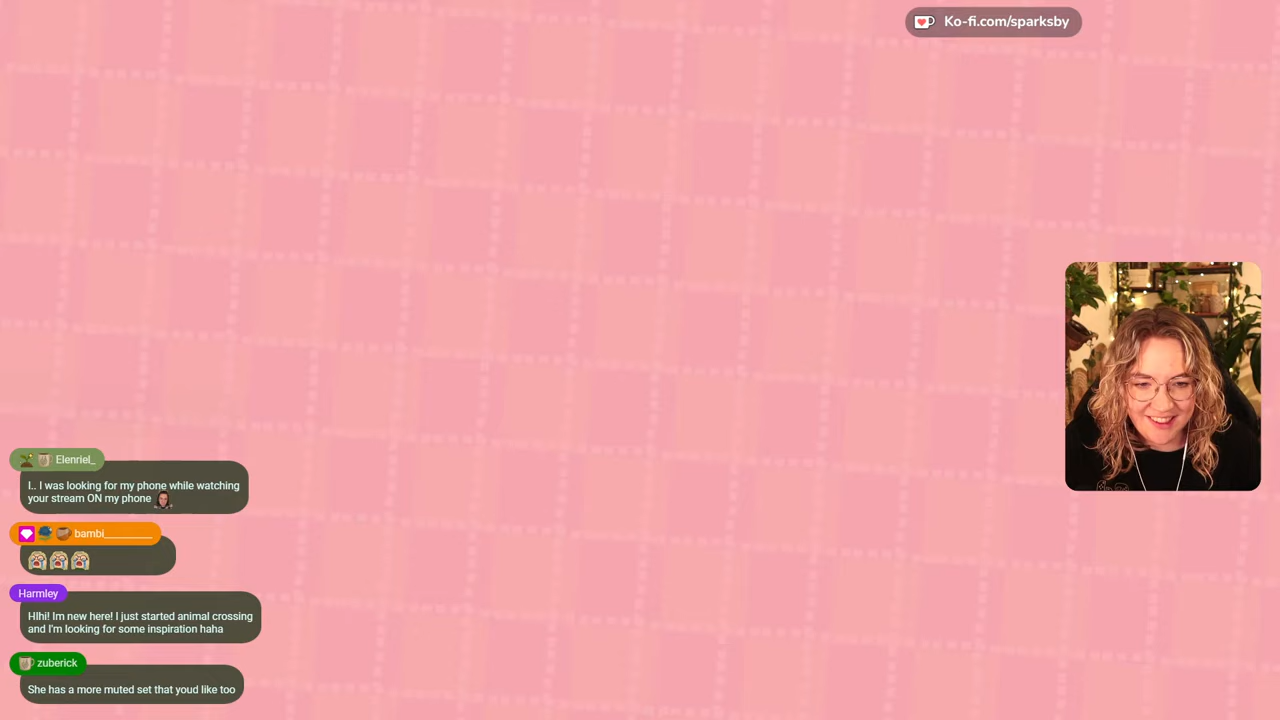 Ko-fi.com/sparksby
Elenriel_
I.. I was looking for my phone while watching
your stream ON my phone
bambi__________
Harmley
HIhi! Im new here! I just started animal crossing
and I'm looking for some inspiration haha
zuberick
She has a more muted set that youd like too